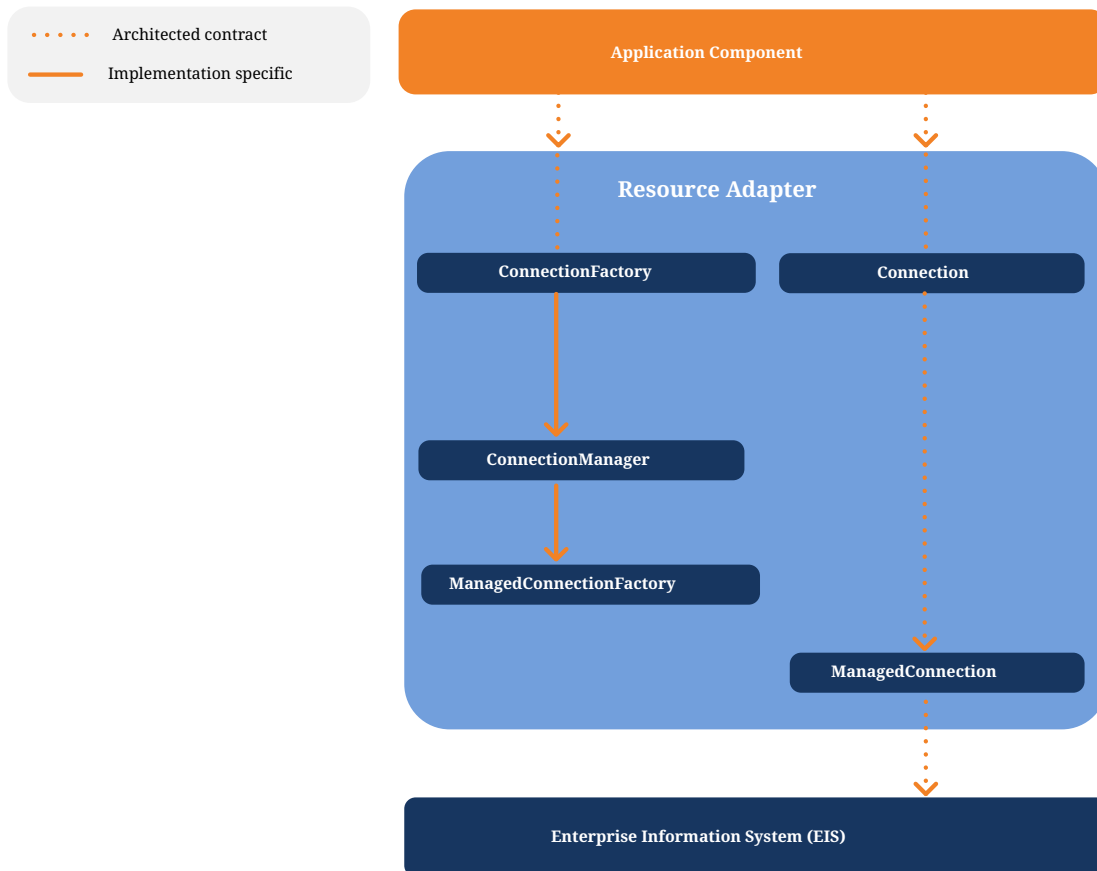 Architected contract
Implementation specific
Application Component
Resource Adapter
ConnectionFactory
Connection
ConnectionManager
ManagedConnectionFactory
ManagedConnection
Enterprise Information System (EIS)